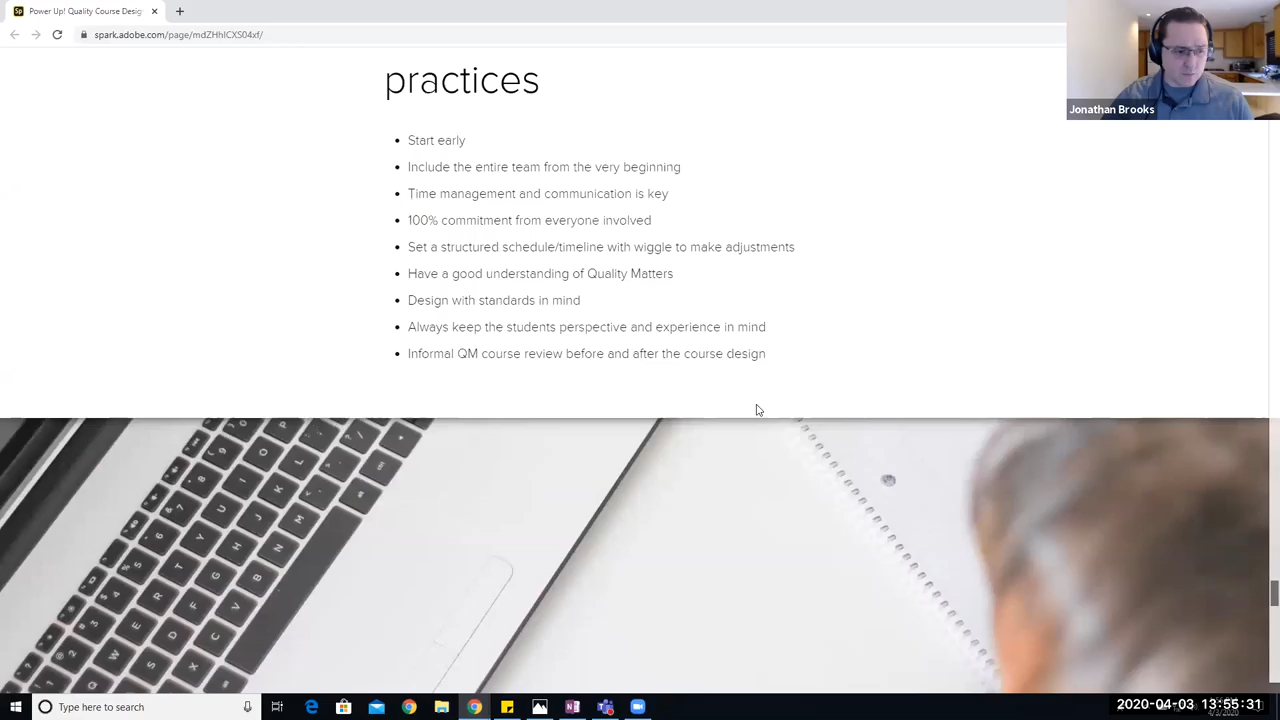 Power Up! Quality Course Desig
spark.adobe.com/page/mdZHhICXS04xf/
Jonathan Brooks
practices
• Start early
• Include the entire team from the very beginning
• Time management and communication is key
• 100% commitment from everyone involved
• Set a structured schedule/timeline with wiggle to make adjustments
• Have a good understanding of Quality Matters
• Design with standards in mind
• Always keep the students perspective and experience in mind
• Informal QM course review before and after the course design
Type here to search
2020-04-03 13:55:31